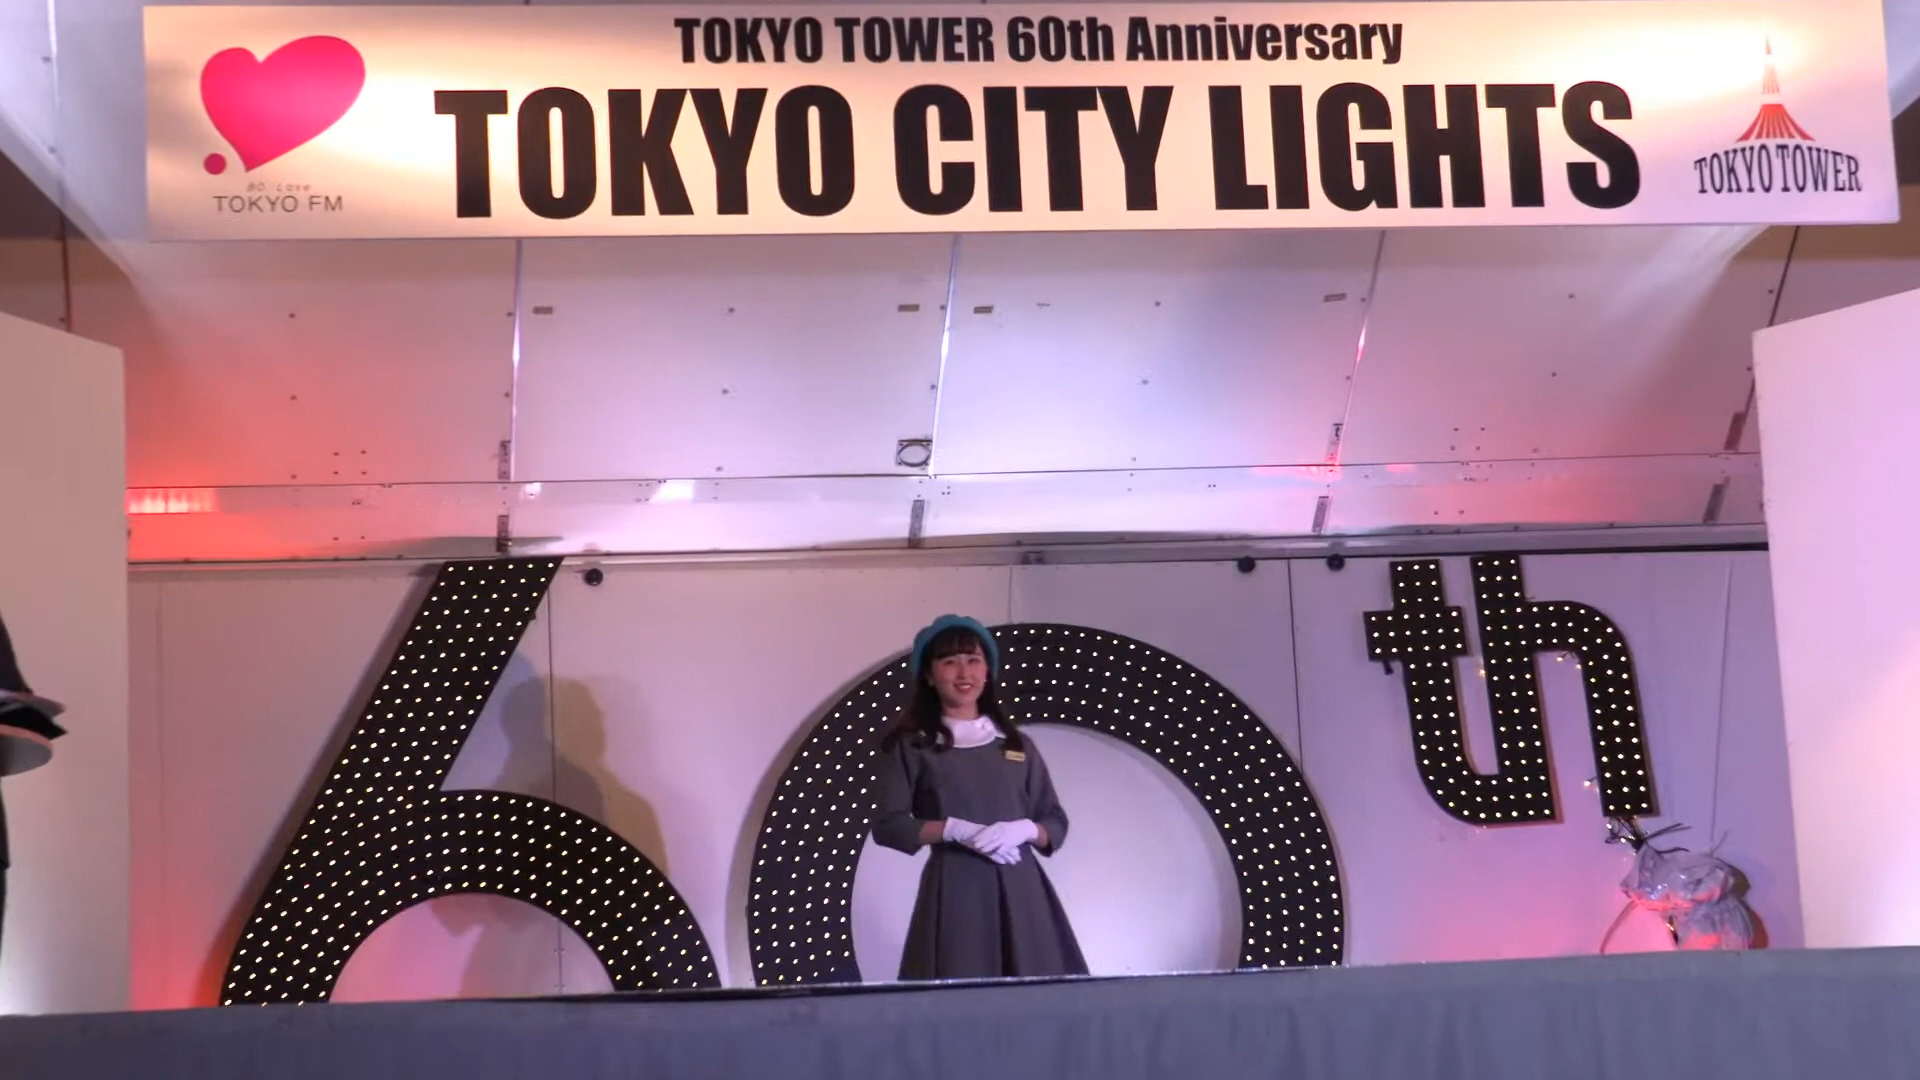 TOKYO TOWER 60th Anniversary
TOKYO CITY LIGHTS
80. Love
TOKYO FM
TOKYO TOWER
60th